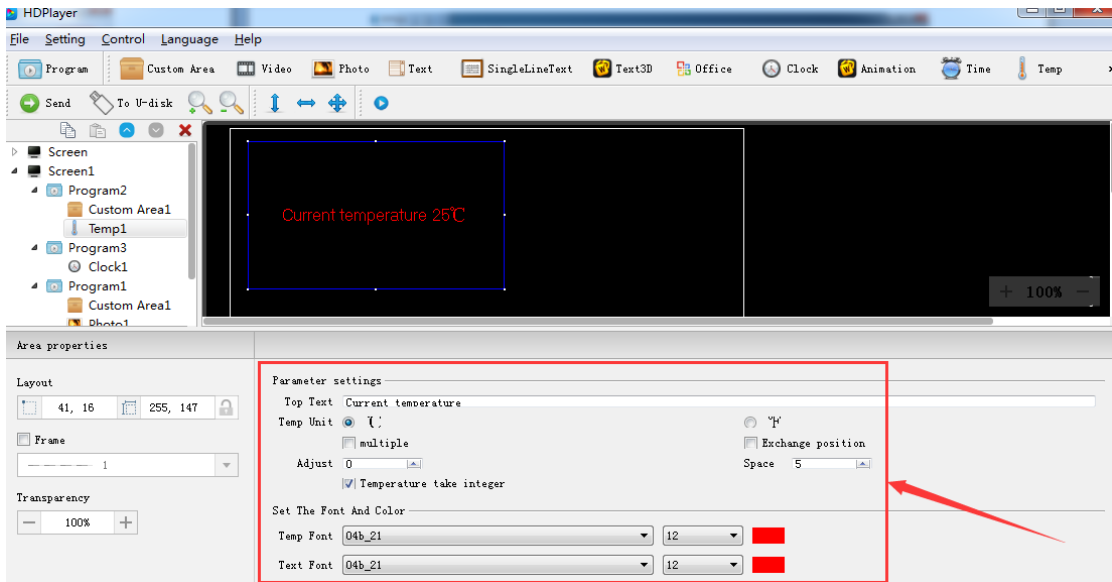 HDPlayer
File Setting Control Language Help
Program Custom Area Video Photo Text SingleLineText Text3D Office Clock Animation Time Temp
Send To U-disk
Screen
Screen1
Program2
Custom Area1
Temp1
Program3
Clock1
Program1
Custom Area1
Photo1
Current temperature 25℃
+ 100% −
Area properties
Layout
41, 16 255, 147
Frame
1
Transparency
— 100% +
Parameter settings
Top Text Current temperature
Temp Unit ℃ ℉
multiple Exchange position
Adjust 0 Space 5
Temperature take integer
Set The Font And Color
Temp Font 04b_21 12
Text Font 04b_21 12